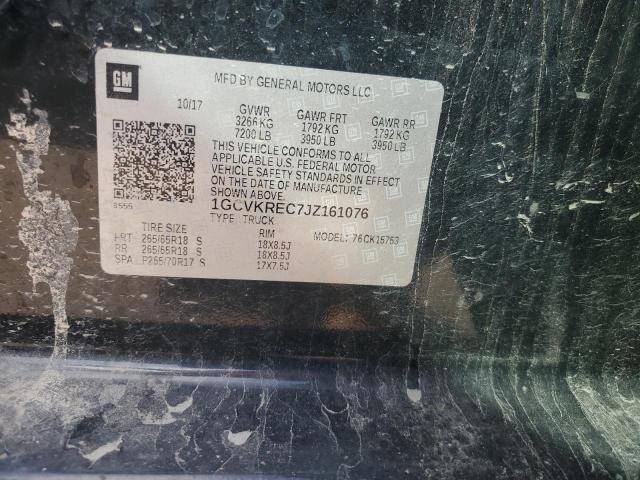 GM
MFD BY GENERAL MOTORS LLC
10/17 GVWR GAWR FRT GAWR RR
3266 KG 1792 KG 1792 KG
7200 LB 3950 LB 3950 LB
THIS VEHICLE CONFORMS TO ALL
APPLICABLE U.S. FEDERAL MOTOR
VEHICLE SAFETY STANDARDS IN EFFECT
ON THE DATE OF MANUFACTURE
SHOWN ABOVE.
8555
1GCVKREC7JZ161076
TYPE: TRUCK
TIRE SIZE RIM MODEL: 76CK15753
FRT 265/65R18 S 18X8.5J
RR 265/65R18 S 18X8.5J
SPA P265/70R17 S 17X7.5J